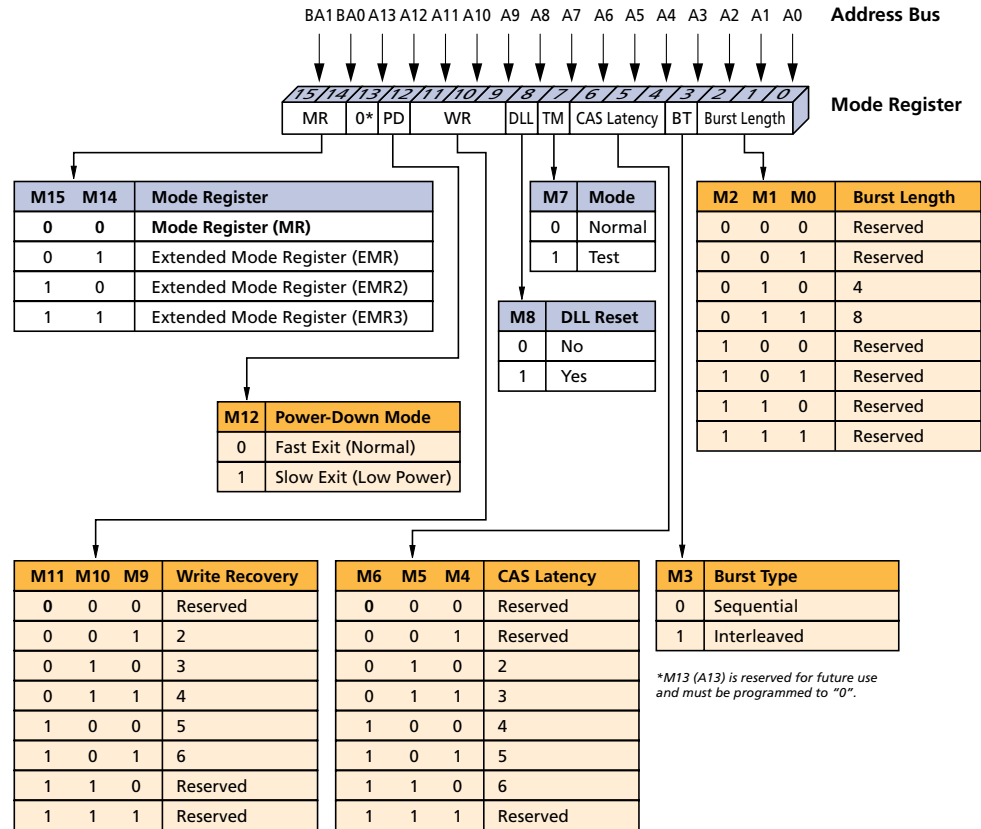 BA1 BA0 A13 A12 A11 A10 A9 A8 A7 A6 A5 A4 A3 A2 A1 A0 Address Bus
15 14 13 12 11 10 9 8 7 6 5 4 3 2 1 0
Mode Register
MR 0* PD WR DLL TM CAS Latency BT Burst Length
M15 M14 Mode Register
0 0 Mode Register (MR)
0 1 Extended Mode Register (EMR)
1 0 Extended Mode Register (EMR2)
1 1 Extended Mode Register (EMR3)
M7 Mode
0 Normal
1 Test
M2 M1 M0 Burst Length
0 0 0 Reserved
0 0 1 Reserved
0 1 0 4
0 1 1 8
1 0 0 Reserved
1 0 1 Reserved
1 1 0 Reserved
1 1 1 Reserved
M8 DLL Reset
0 No
1 Yes
M12 Power-Down Mode
0 Fast Exit (Normal)
1 Slow Exit (Low Power)
M11 M10 M9 Write Recovery
0 0 0 Reserved
0 0 1 2
0 1 0 3
0 1 1 4
1 0 0 5
1 0 1 6
1 1 0 Reserved
1 1 1 Reserved
M6 M5 M4 CAS Latency
0 0 0 Reserved
0 0 1 Reserved
0 1 0 2
0 1 1 3
1 0 0 4
1 0 1 5
1 1 0 6
1 1 1 Reserved
M3 Burst Type
0 Sequential
1 Interleaved
*M13 (A13) is reserved for future use
and must be programmed to “0”.